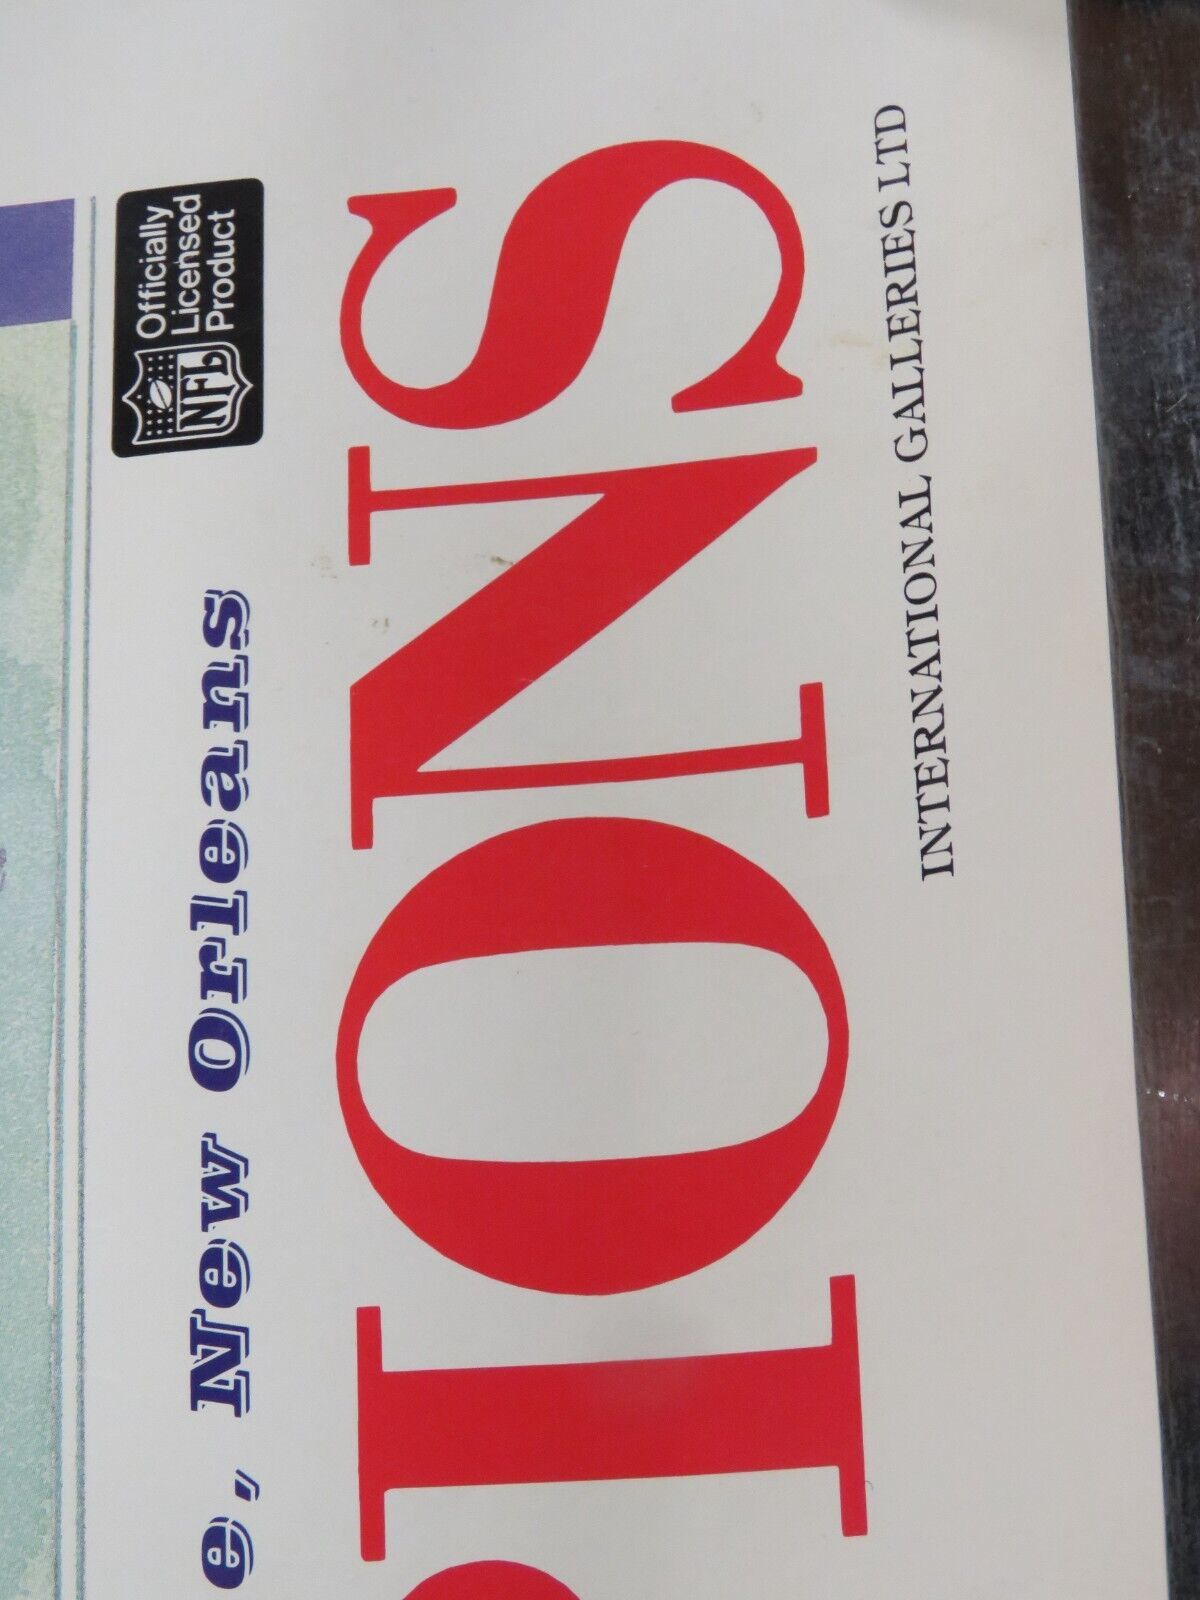 e, New Orleans
NFL
Officially
Licensed
Product
IONS
INTERNATIONAL GALLERIES LTD